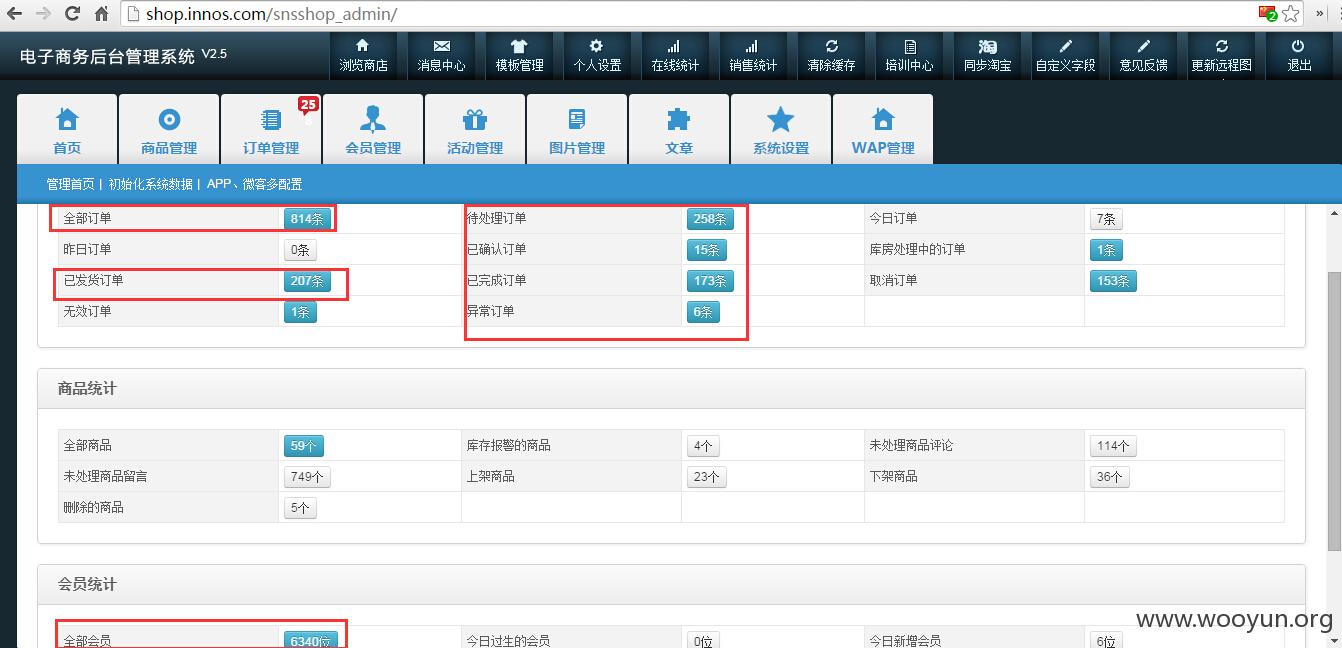 shop.innos.com/snsshop_admin/
2
»
电子商务后台管理系统 V2.5
浏览商店 消息中心 模板管理 个人设置 在线统计 销售统计 清除缓存 培训中心 同步淘宝 自定义字段 意见反馈 更新远程图 退出
淘
25
首页 商品管理 订单管理 会员管理 活动管理 图片管理 文章 系统设置 WAP管理
管理首页 | 初始化系统数据 | APP、微客多配置
全部订单 814条 待处理订单 258条 今日订单 7条
昨日订单 0条 已确认订单 15条 库房处理中的订单 1条
已发货订单 207条 已完成订单 173条 取消订单 153条
无效订单 1条 异常订单 6条
商品统计
全部商品 59个 库存报警的商品 4个 未处理商品评论 114个
未处理商品留言 749个 上架商品 23个 下架商品 36个
删除的商品 5个
会员统计
www.wooyun.org
全部会员 6340位 今日过生的会员 0位 今日新增会员 6位